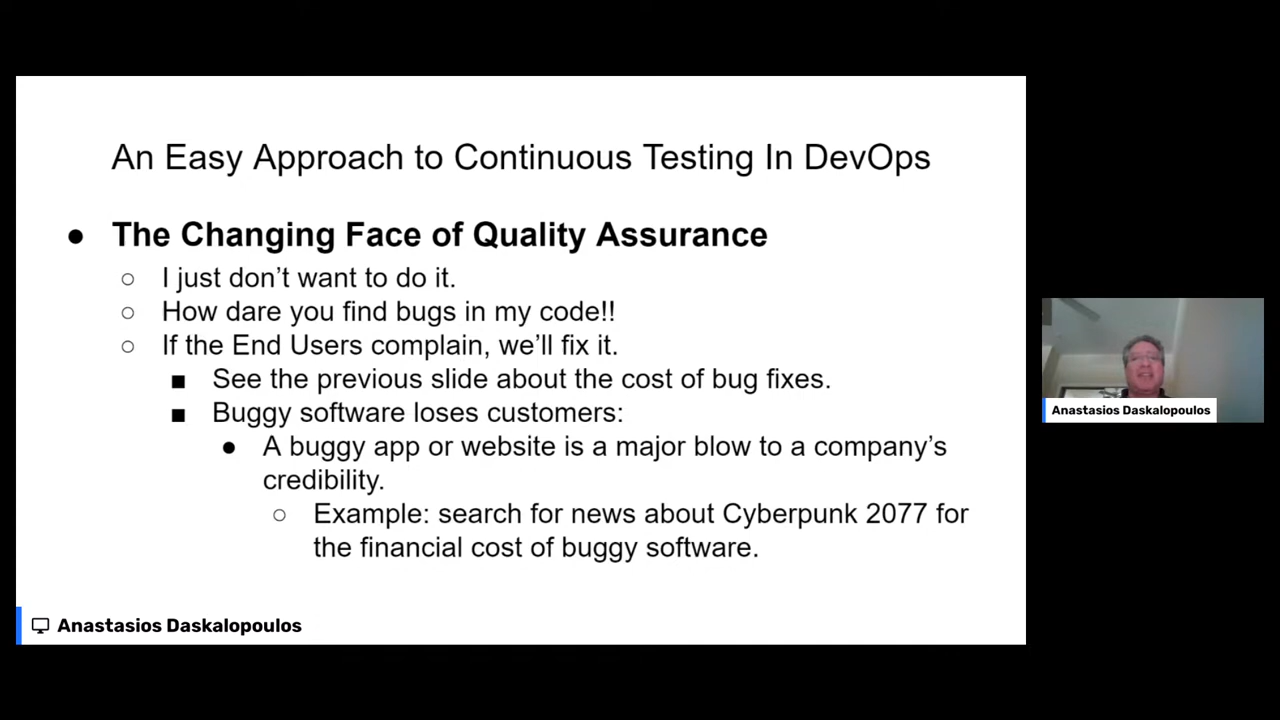 An Easy Approach to Continuous Testing In DevOps
● The Changing Face of Quality Assurance
○ I just don’t want to do it.
○ How dare you find bugs in my code!!
○ If the End Users complain, we’ll fix it.
■ See the previous slide about the cost of bug fixes.
■ Buggy software loses customers:
● A buggy app or website is a major blow to a company’s
credibility.
○ Example: search for news about Cyberpunk 2077 for
the financial cost of buggy software.
Anastasios Daskalopoulos
Anastasios Daskalopoulos